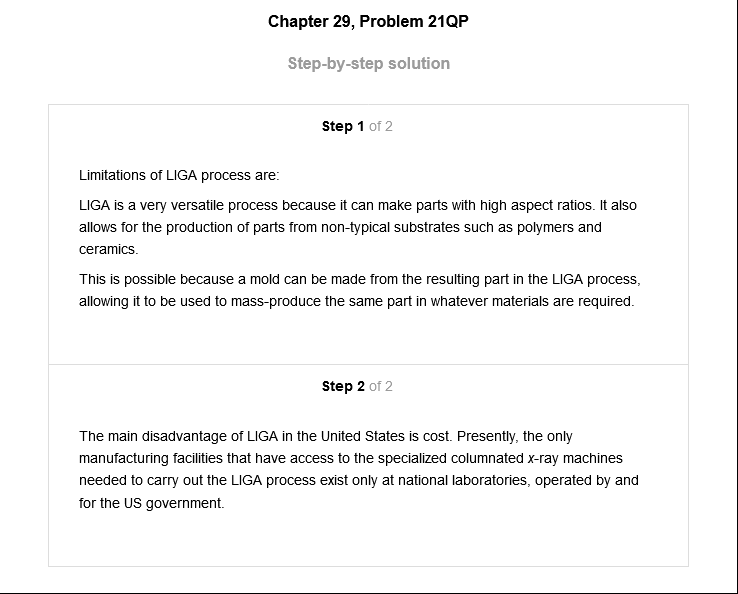 Chapter 29, Problem 21QP
Step-by-step solution
Step 1 of 2
Limitations of LIGA process are:
LIGA is a very versatile process because it can make parts with high aspect ratios. It also
allows for the production of parts from non-typical substrates such as polymers and
ceramics.
This is possible because a mold can be made from the resulting part in the LIGA process,
allowing it to be used to mass-produce the same part in whatever materials are required.
Step 2 of 2
The main disadvantage of LIGA in the United States is cost. Presently, the only
manufacturing facilities that have access to the specialized columnated x-ray machines
needed to carry out the LIGA process exist only at national laboratories, operated by and
for the US government.